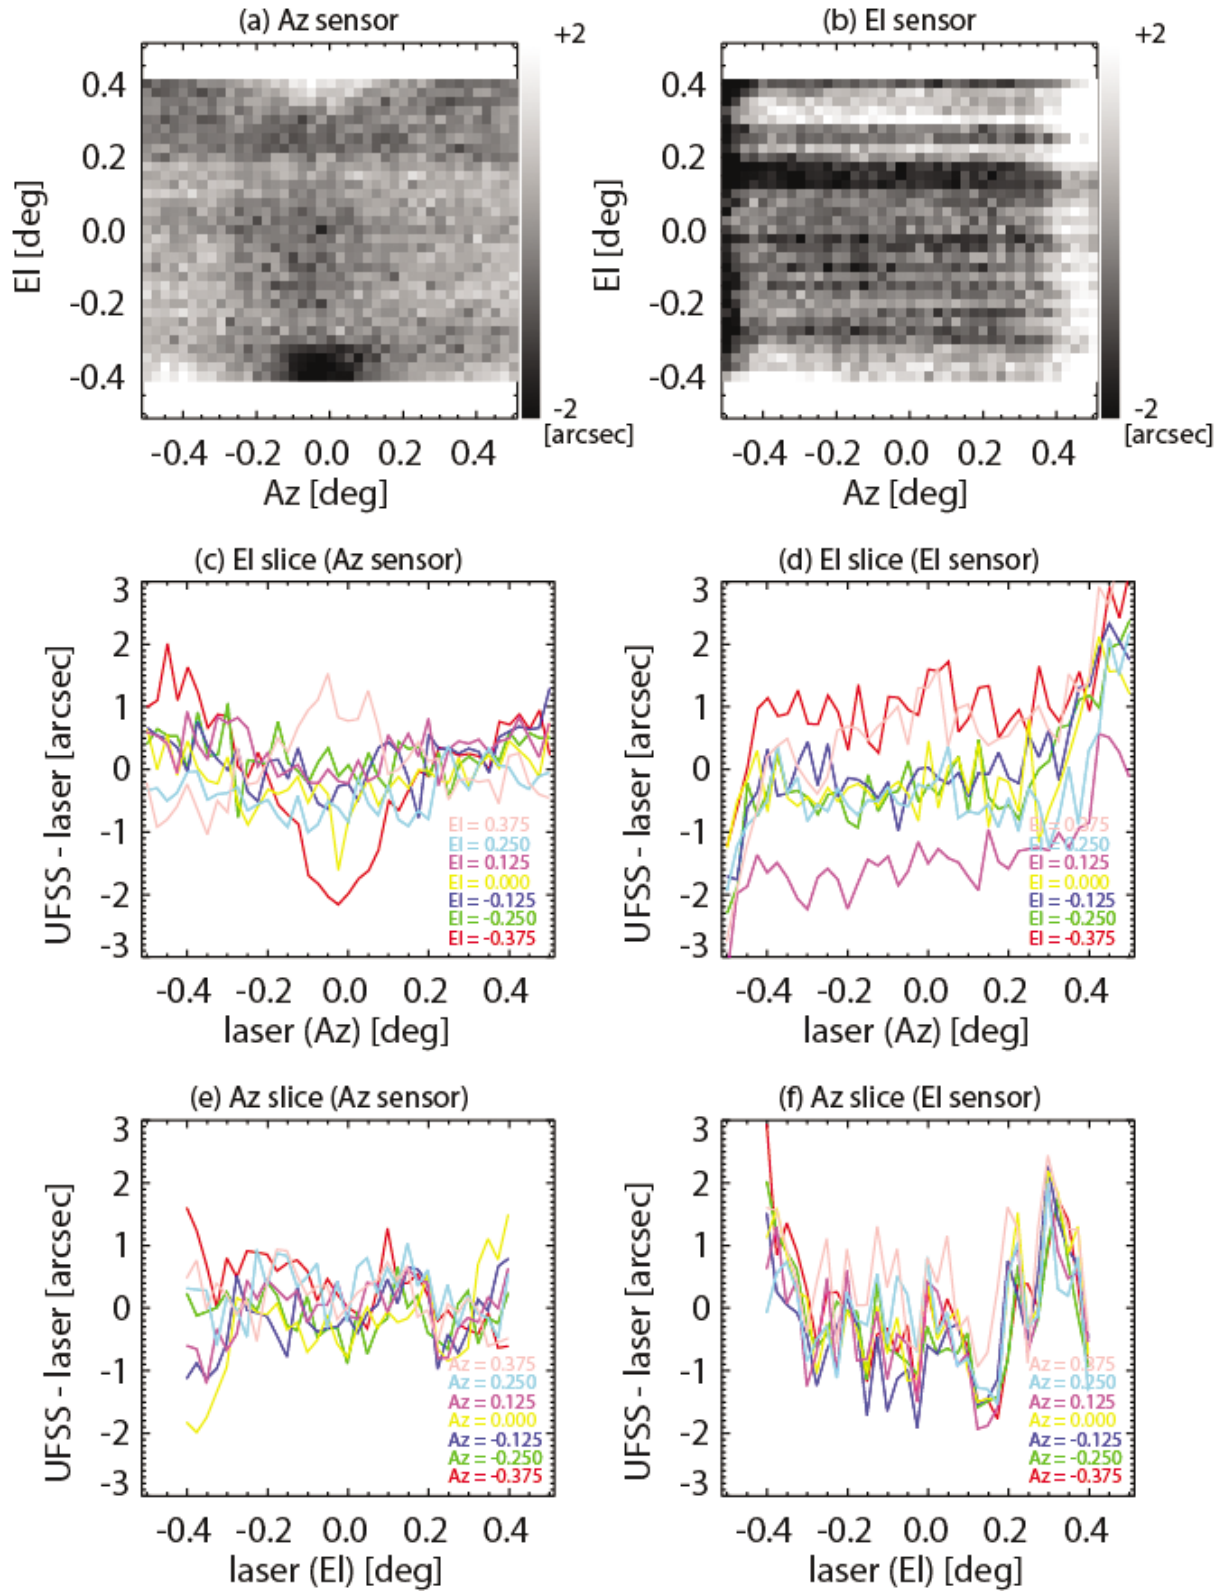 (a) Az sensor
+2
0.4
0.2
0.0
-0.2
-0.4
El [deg]
-2
[arcsec]
-0.4 -0.2 0.0 0.2 0.4
Az [deg]
(b) El sensor
+2
0.4
0.2
0.0
-0.2
-0.4
El [deg]
-2
[arcsec]
-0.4 -0.2 0.0 0.2 0.4
Az [deg]
(c) El slice (Az sensor)
3
2
1
0
-1
-2
-3
UFSS - laser [arcsec]
El = 0.375
El = 0.250
El = 0.125
El = 0.000
El = -0.125
El = -0.250
El = -0.375
-0.4 -0.2 0.0 0.2 0.4
laser (Az) [deg]
(d) El slice (El sensor)
3
2
1
0
-1
-2
-3
UFSS - laser [arcsec]
El = 0.375
El = 0.250
El = 0.125
El = 0.000
El = -0.125
El = -0.250
El = -0.375
-0.4 -0.2 0.0 0.2 0.4
laser (Az) [deg]
(e) Az slice (Az sensor)
3
2
1
0
-1
-2
-3
UFSS - laser [arcsec]
Az = 0.375
Az = 0.250
Az = 0.125
Az = 0.000
Az = -0.125
Az = -0.250
Az = -0.375
-0.4 -0.2 0.0 0.2 0.4
laser (El) [deg]
(f) Az slice (El sensor)
3
2
1
0
-1
-2
-3
UFSS - laser [arcsec]
Az = 0.375
Az = 0.250
Az = 0.125
Az = 0.000
Az = -0.125
Az = -0.250
Az = -0.375
-0.4 -0.2 0.0 0.2 0.4
laser (El) [deg]